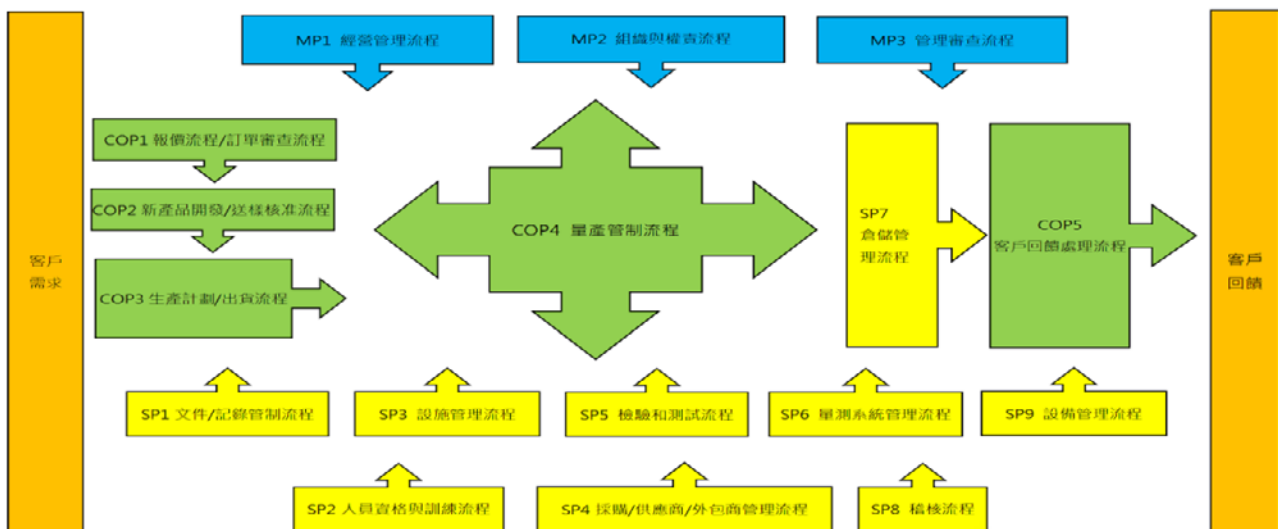 MP1 經營管理流程
MP2 組織與權責流程
MP3 管理審查流程
COP1 報價流程/訂單審查流程
COP2 新產品開發/送樣核准流程
COP3 生產計劃/出貨流程
客戶
需求
COP4 量產管制流程
SP7
倉儲管
理流程
COP5
客戶回饋處理流程
客戶
回饋
SP1 文件/記錄管制流程
SP3 設施管理流程
SP5 檢驗和測試流程
SP6 量測系統管理流程
SP9 設備管理流程
SP2 人員資格與訓練流程
SP4 採購/供應商/外包商管理流程
SP8 稽核流程